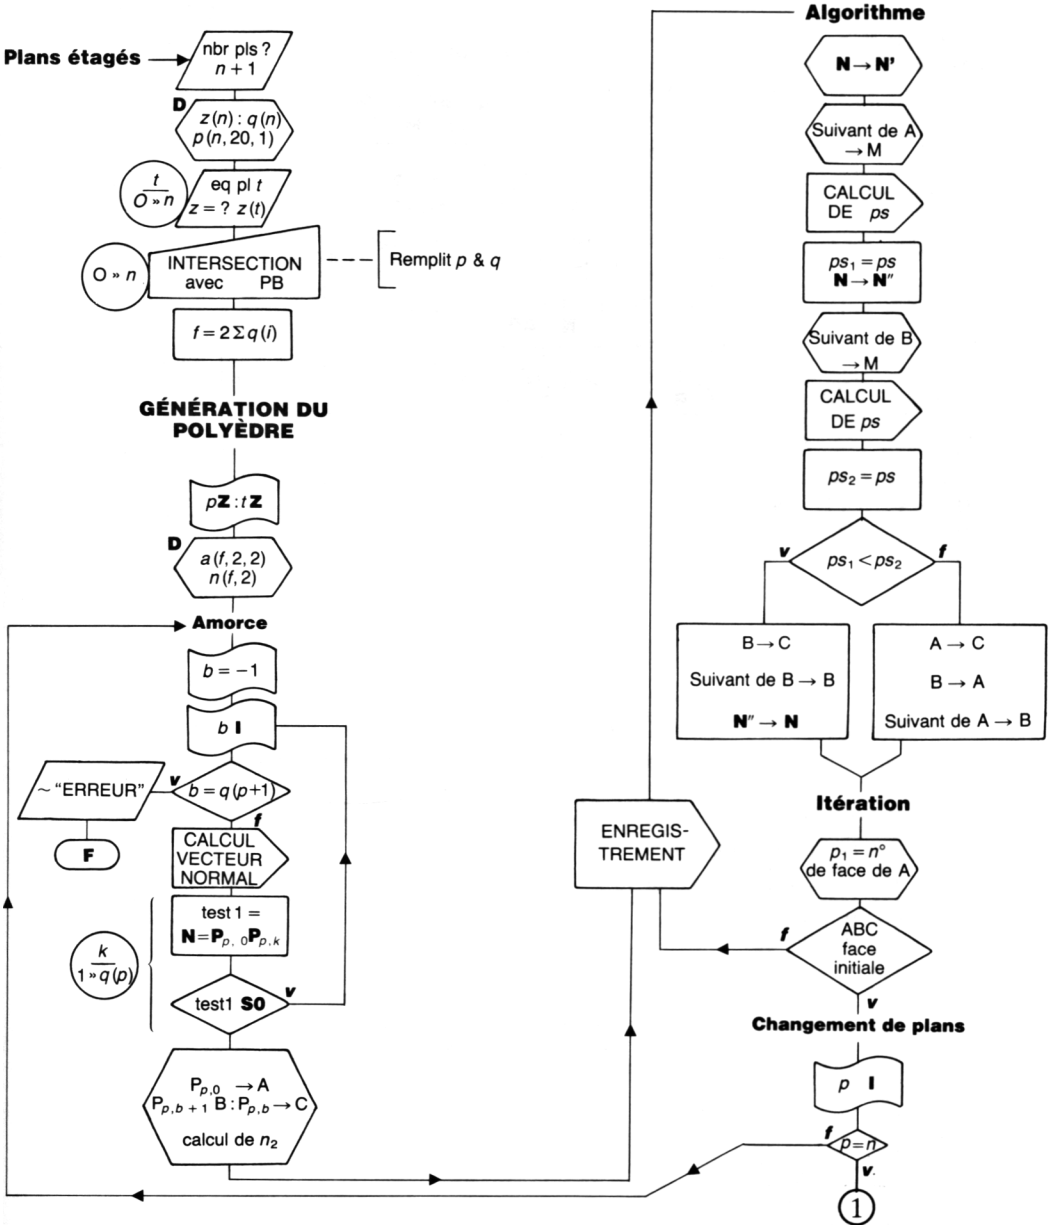 Plans étagés
nbr pls ?
n + 1
D
z(n) : q(n)
p(n, 20, 1)
t
O » n
eq pl t
z = ? z(t)
O » n
INTERSECTION
avec PB
Remplit p & q
f = 2 Σ q(i)
GÉNÉRATION DU
POLYÈDRE
pZ : tZ
D
a(f, 2, 2)
n(f, 2)
Amorce
b = −1
b I
b = q(p+1)
v
f
~ "ERREUR"
F
CALCUL
VECTEUR
NORMAL
k
1 » q(p)
test 1 =
N=Pp, 0Pp,k
test1 S0
v
Pp,0 → A
Pp,b + 1 B : Pp,b → C
calcul de n2
Algorithme
N → N'
Suivant de A
→ M
CALCUL
DE ps
ps1 = ps
N → N"
Suivant de B
→ M
CALCUL
DE ps
ps2 = ps
v
ps1 < ps2
f
B → C
Suivant de B → B
N" → N
A → C
B → A
Suivant de A → B
Itération
ENREGIS-
TREMENT
p1 = n°
de face de A
f
ABC
face
initiale
v
Changement de plans
p I
f
p = n
v
1